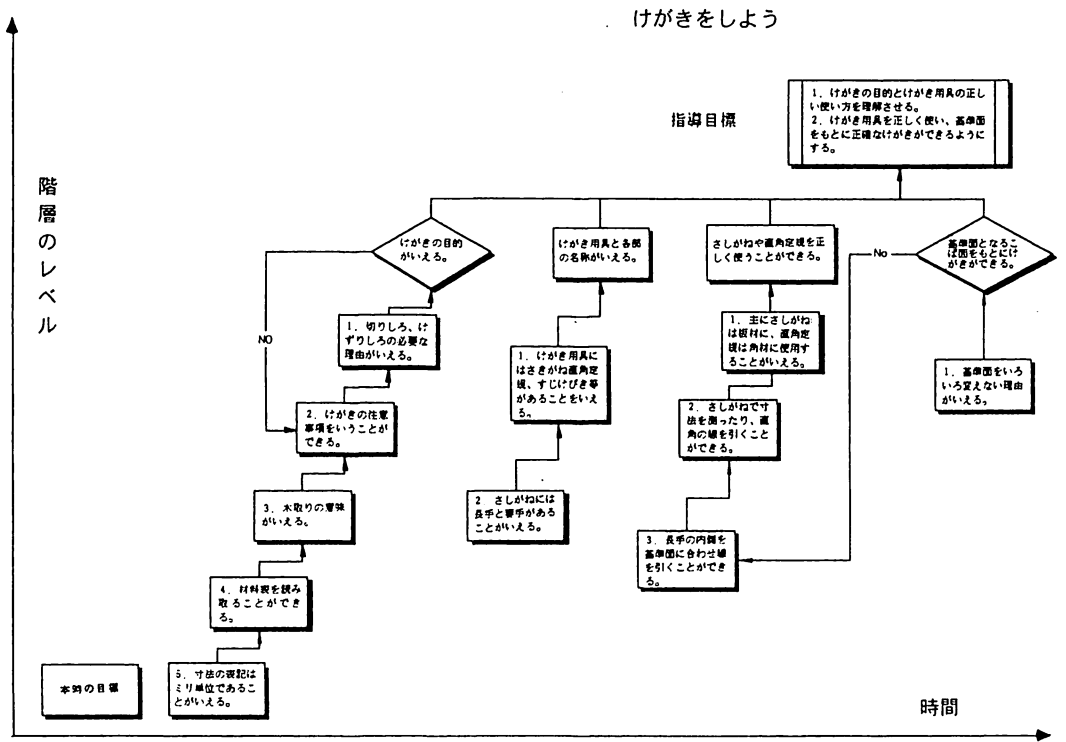 けがきをしよう
指導目標
1．けがきの目的とけがき用具の正し
い使い方を理解させる。
2．けがき用具を正しく使い、基準面
をもとに正確なけがきができるように
する。
階層のレベル
けがきの目的
がいえる。
けがき用具と各部
の名称がいえる。
さしがねや直角定規を正
しく使うことができる。
No
基準面となるこ
ば面をもとにけ
がきができる。
NO
1．切りしろ、け
ずりしろの必要な
理由がいえる。
1．けがき用具に
はさきがね直角定
規、すじけびき等
があることをいえ
る。
1．主にさしがね
は板材に、直角定
規は角材に使用す
ることがいえる。
1．基準面をいろ
いろ変えない理由
がいえる。
2．けがきの注意
事項をいうことが
できる。
2．さしがねで寸
法を測ったり、直
角の線を引くこと
ができる。
3．木取りの意味
がいえる。
2．さしがねには
長手と妻手がある
ことがいえる。
3．長手の内側を
基準面に合わせ線
を引くことができ
る。
4．材料表を読み
取ることができ
る。
5．寸法の表記は
ミリ単位であるこ
とがいえる。
本時の目標
時間